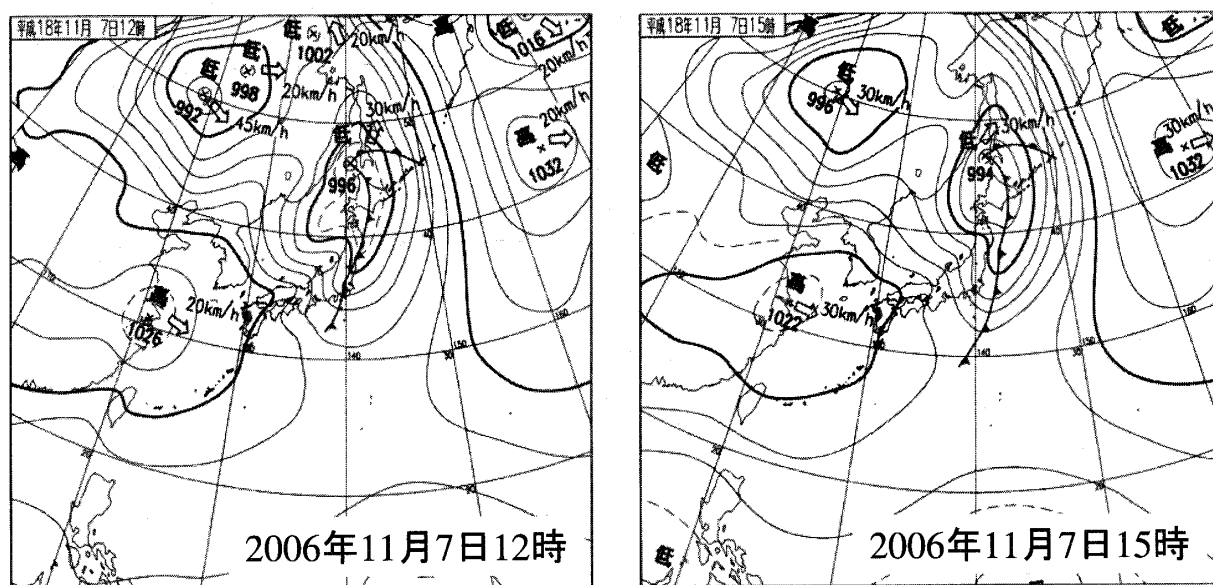 平成18年11月 7日12時
低
1002
20km/h
高
低
1016
20km/h
低
998
20km/h
低
992
45km/h
30km/h
低
996
高
20km/h
1032
高
20km/h
1026
2006年11月7日12時
平成18年11月 7日15時
低
996
30km/h
低
30km/h
994
30km/h
高
1032
低
高
1022
30km/h
低
低
2006年11月7日15時